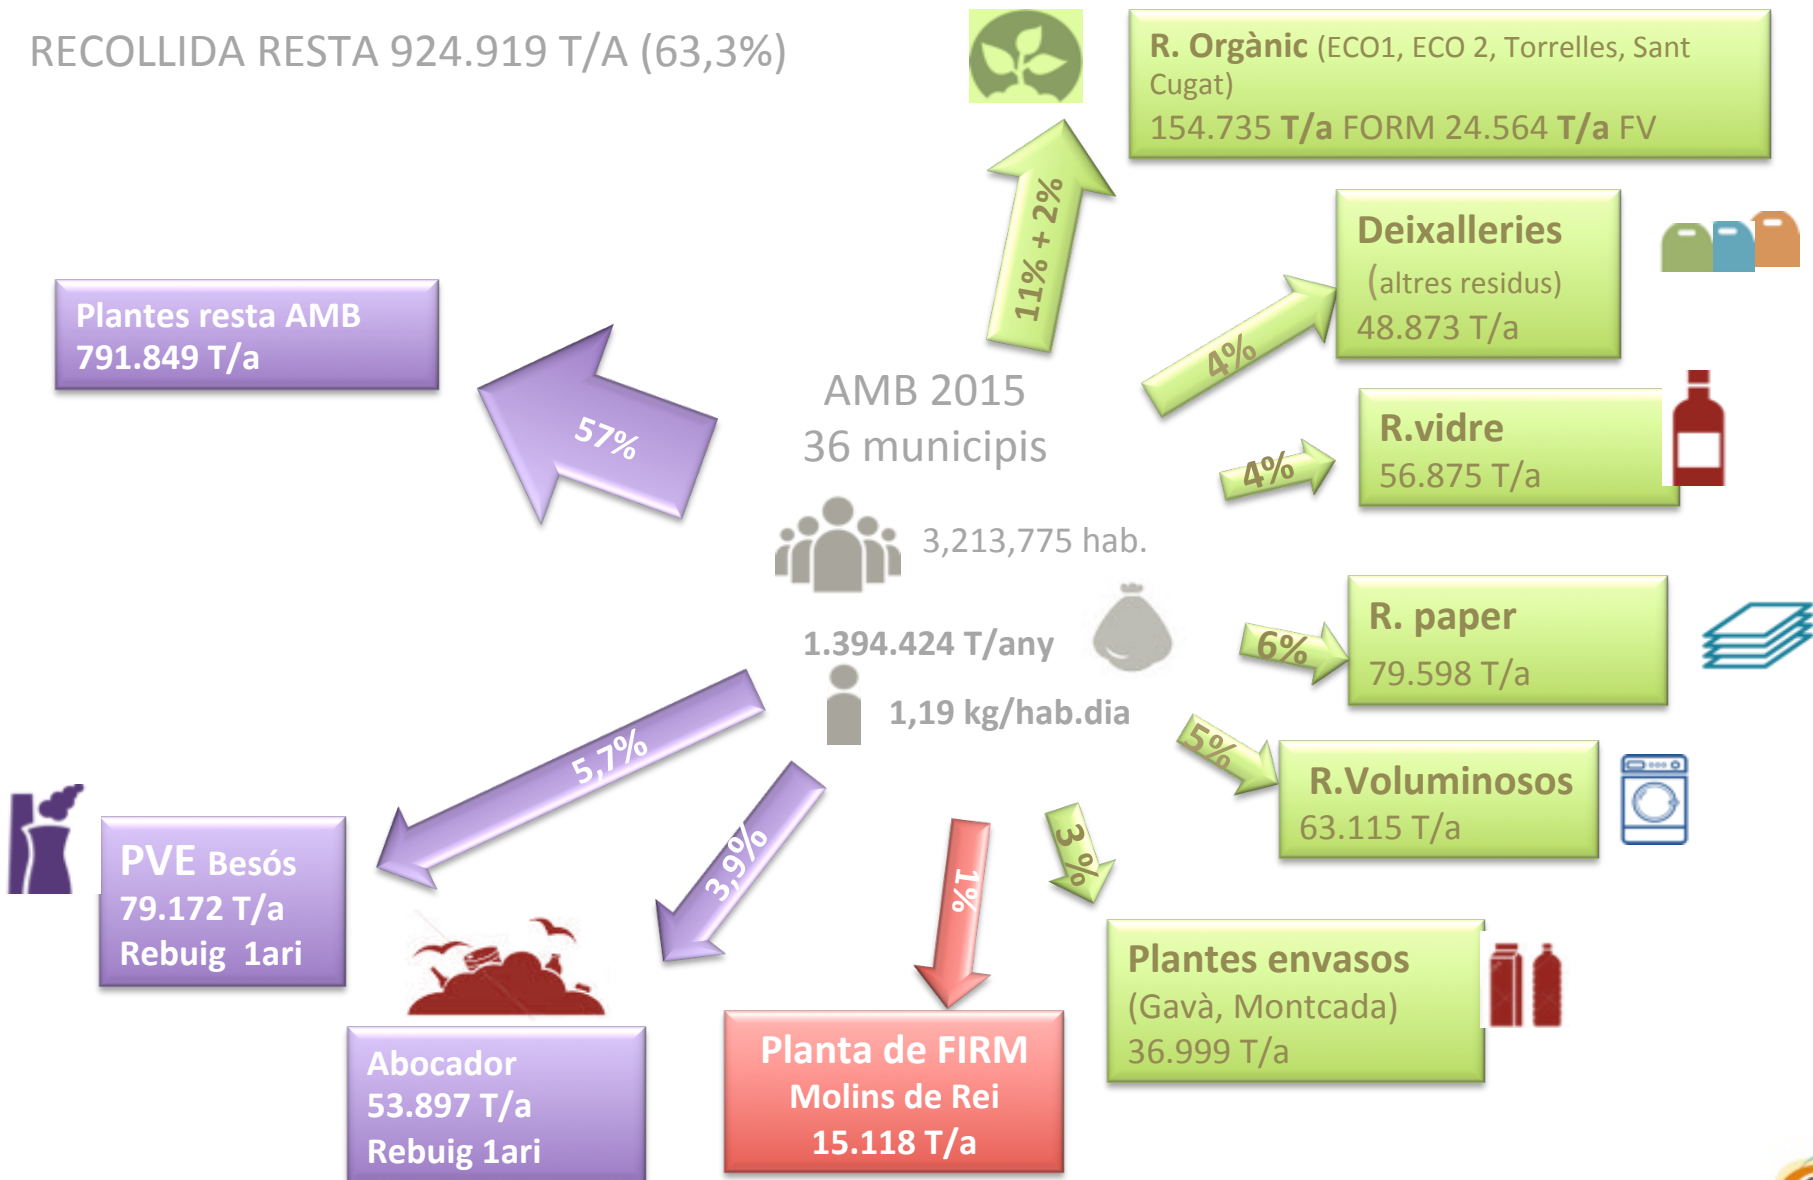 RECOLLIDA RESTA 924.919 T/A (63,3%)
R. Orgànic (ECO1, ECO 2, Torrelles, Sant
Cugat)
154.735 T/a FORM 24.564 T/a FV
11% + 2%
Deixalleries
(altres residus)
48.873 T/a
4%
Plantes resta AMB
791.849 T/a
57%
AMB 2015
36 municipis
3,213,775 hab.
1.394.424 T/any
1,19 kg/hab.dia
R.vidre
56.875 T/a
4%
R. paper
79.598 T/a
6%
R.Voluminosos
63.115 T/a
5%
5,7%
PVE Besós
79.172 T/a
Rebuig 1ari
3,9%
Abocador
53.897 T/a
Rebuig 1ari
1%
Planta de FIRM
Molins de Rei
15.118 T/a
3 %
Plantes envasos
(Gavà, Montcada)
36.999 T/a